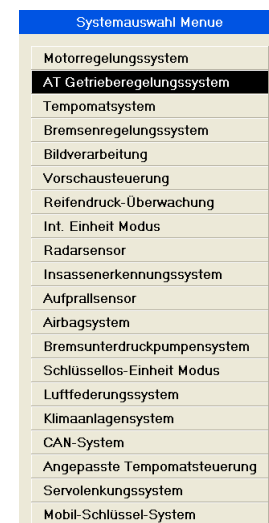 Systemauswahl Menue
Motorregelungssystem
AT Getrieberegelungssystem
Tempomatsystem
Bremsenregelungssystem
Bildverarbeitung
Vorschausteuerung
Reifendruck-Überwachung
Int. Einheit Modus
Radarsensor
Insassenerkennungssystem
Aufprallsensor
Airbagsystem
Bremsunterdruckpumpensystem
Schlüssellos-Einheit Modus
Luftfederungssystem
Klimaanlagensystem
CAN-System
Angepasste Tempomatsteuerung
Servolenkungssystem
Mobil-Schlüssel-System